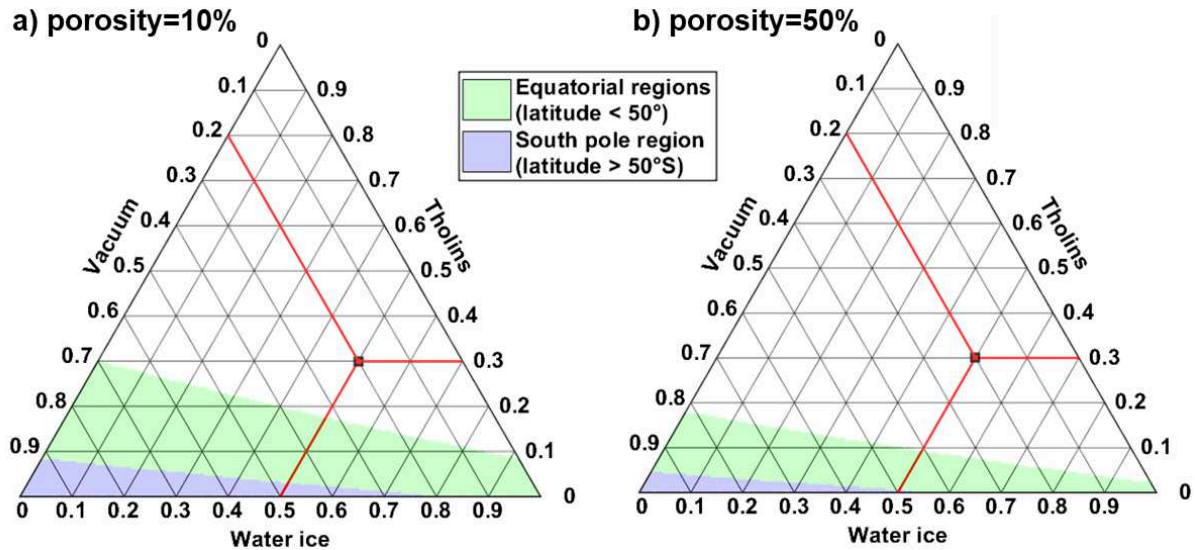 a) porosity=10%
b) porosity=50%
Equatorial regions
(latitude < 50°)
South pole region
(latitude > 50°S)
0
0.1
0.2
0.3
0.4
0.5
0.6
0.7
0.8
0.9
Vacuum
0.9
0.8
0.7
0.6
0.5
0.4
0.3
0.2
0.1
0
Tholins
0 0.1 0.2 0.3 0.4 0.5 0.6 0.7 0.8 0.9
Water ice
0
0.1
0.2
0.3
0.4
0.5
0.6
0.7
0.8
0.9
Vacuum
0.9
0.8
0.7
0.6
0.5
0.4
0.3
0.2
0.1
0
Tholins
0 0.1 0.2 0.3 0.4 0.5 0.6 0.7 0.8 0.9
Water ice